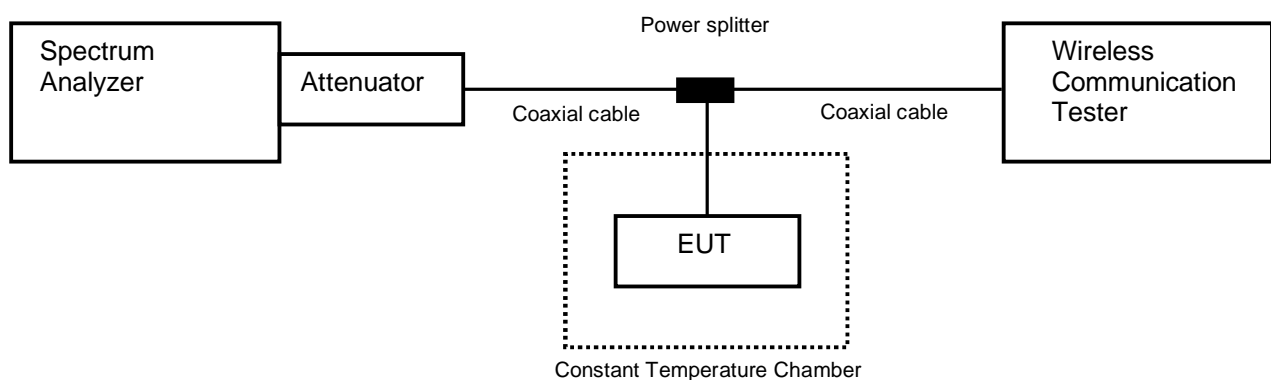 Power splitter
Spectrum
Analyzer
Attenuator
Wireless
Communication
Tester
Coaxial cable
Coaxial cable
EUT
Constant Temperature Chamber